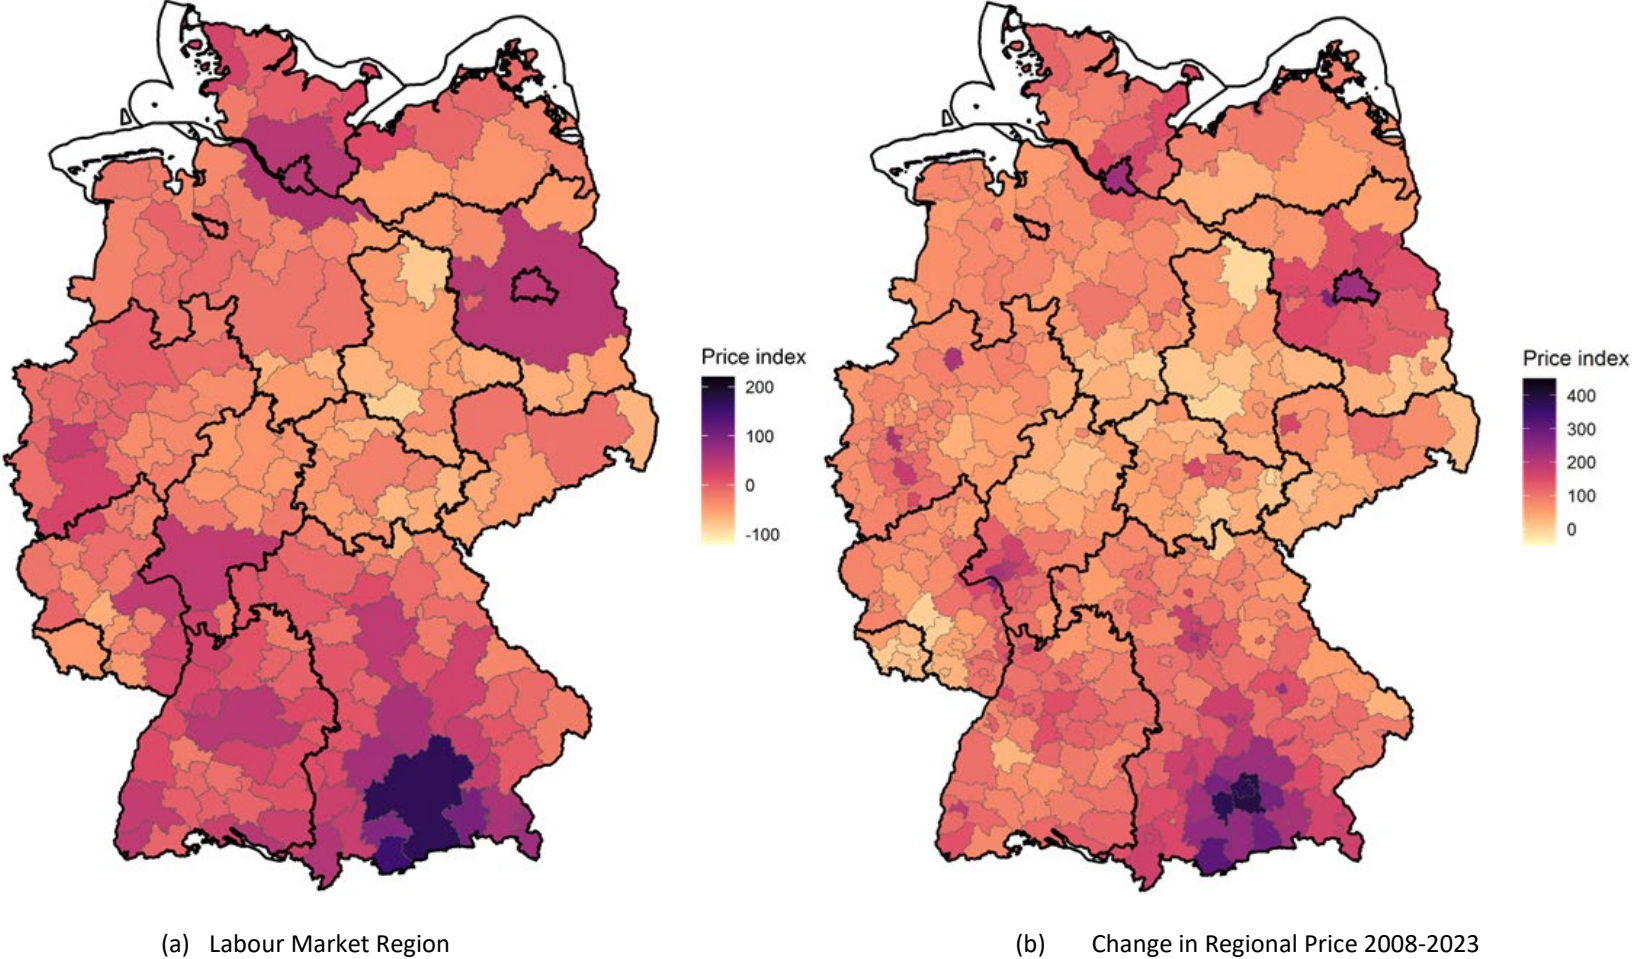 Price index
200
100
0
-100
Price index
400
300
200
100
0
(a) Labour Market Region
(b) Change in Regional Price 2008-2023